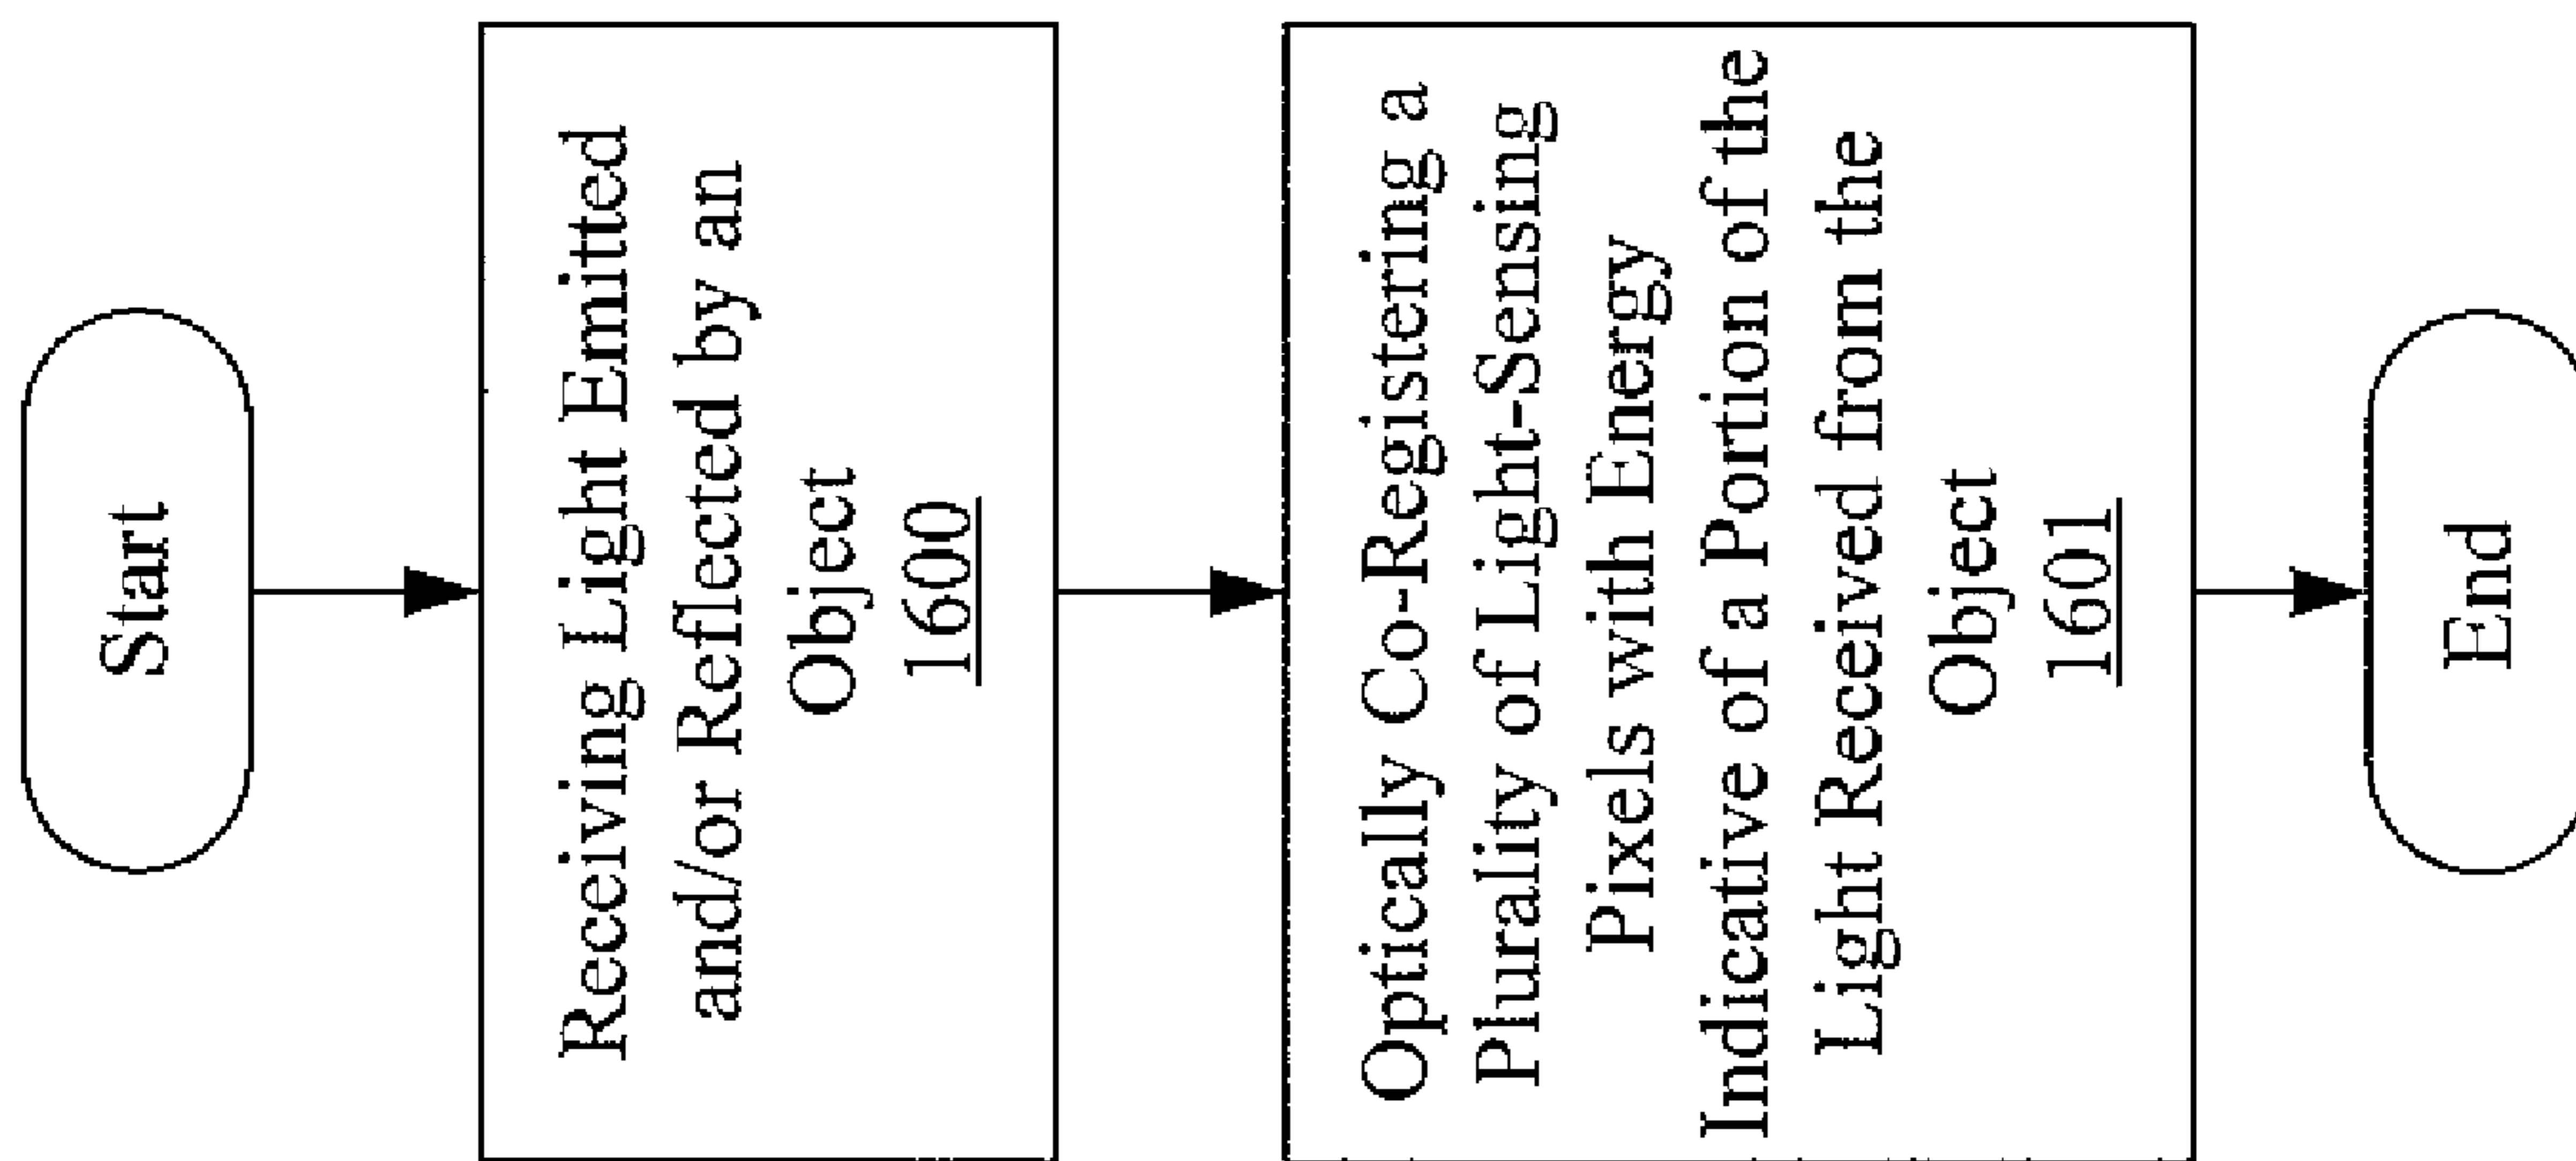 Start
Receiving Light Emitted
and/or Reflected by an
Object
1600
Optically Co-Registering a
Plurality of Light-Sensing
Pixels with Energy
Indicative of a Portion of the
Light Received from the
Object
1601
End